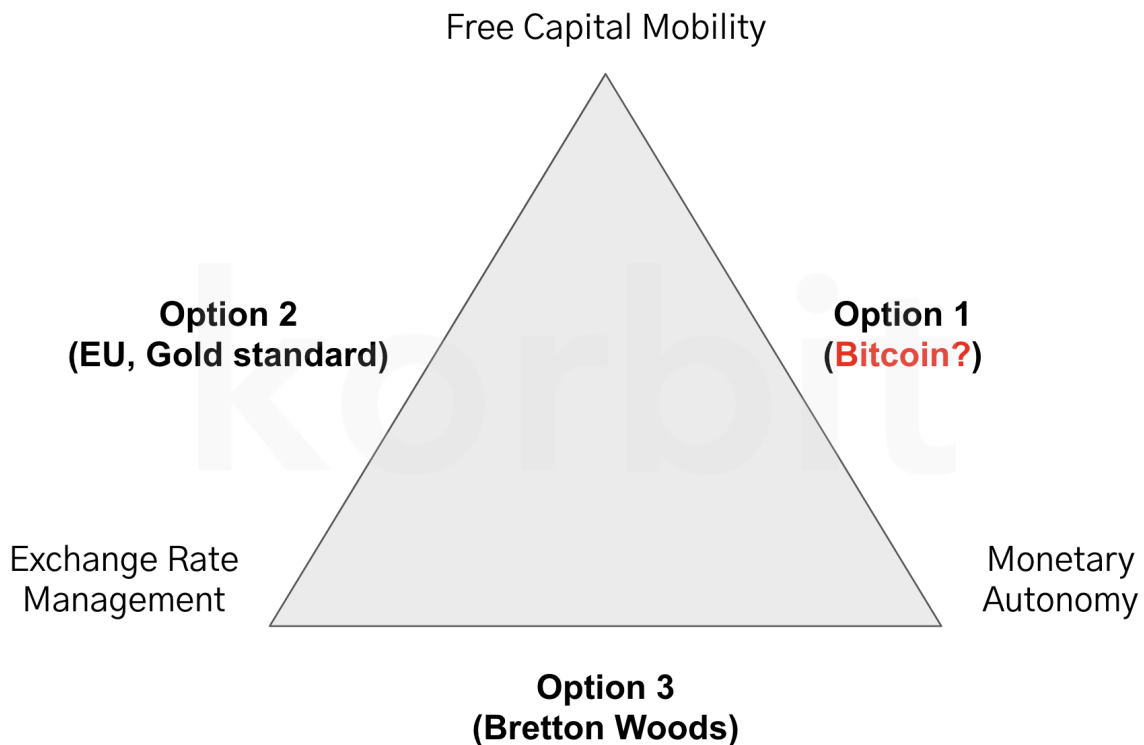 Free Capital Mobility
Option 2
(EU, Gold standard)
Option 1
(Bitcoin?)
korbit
Exchange Rate
Management
Monetary
Autonomy
Option 3
(Bretton Woods)